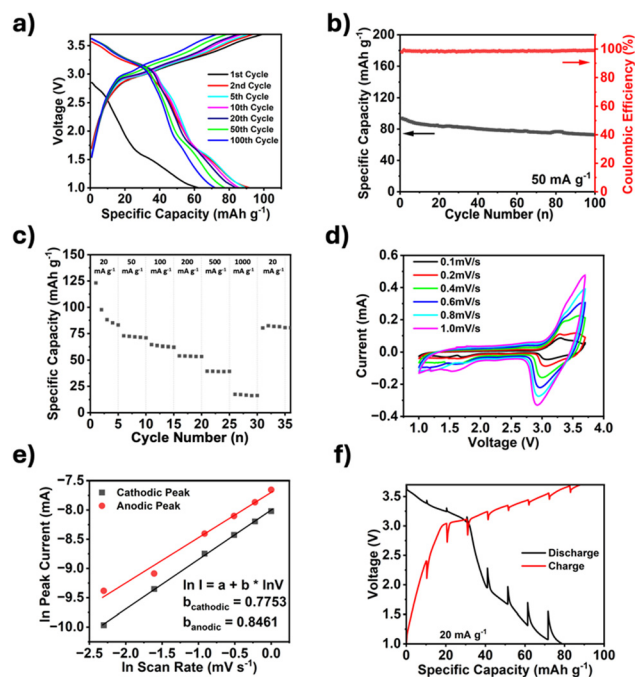 a)
3.5
3.0
2.5
2.0
1.5
1.0
Voltage (V)
1st Cycle
2nd Cycle
5th Cycle
10th Cycle
20th Cycle
50th Cycle
100th Cycle
0 20 40 60 80 100
Specific Capacity (mAh g⁻¹)
b)
200
160
120
80
40
0
Specific Capacity (mAh g⁻¹)
100
80
60
40
20
0
Coulombic Efficiency (%)
50 mA g⁻¹
0 20 40 60 80 100
Cycle Number (n)
c)
150
125
100
75
50
25
0
Specific Capacity (mAh g⁻¹)
20 50 100 200 500 1000 20
mA g⁻¹ mA g⁻¹ mA g⁻¹ mA g⁻¹ mA g⁻¹ mA g⁻¹ mA g⁻¹
0 5 10 15 20 25 30 35
Cycle Number (n)
d)
0.6
0.4
0.2
0.0
−0.2
−0.4
Current (mA)
0.1mV/s
0.2mV/s
0.4mV/s
0.6mV/s
0.8mV/s
1.0mV/s
1.0 1.5 2.0 2.5 3.0 3.5 4.0
Voltage (V)
e)
−7.5
−8.0
−8.5
−9.0
−9.5
−10.0
ln Peak Current (mA)
Cathodic Peak
Anodic Peak
ln I = a + b * lnV
b_cathodic = 0.7753
b_anodic = 0.8461
−2.5 −2.0 −1.5 −1.0 −0.5 0.0
ln Scan Rate (mV s⁻¹)
f)
3.5
3.0
2.5
2.0
1.5
1.0
Voltage (V)
Discharge
Charge
20 mA g⁻¹
0 20 40 60 80 100
Specific Capacity (mAh g⁻¹)